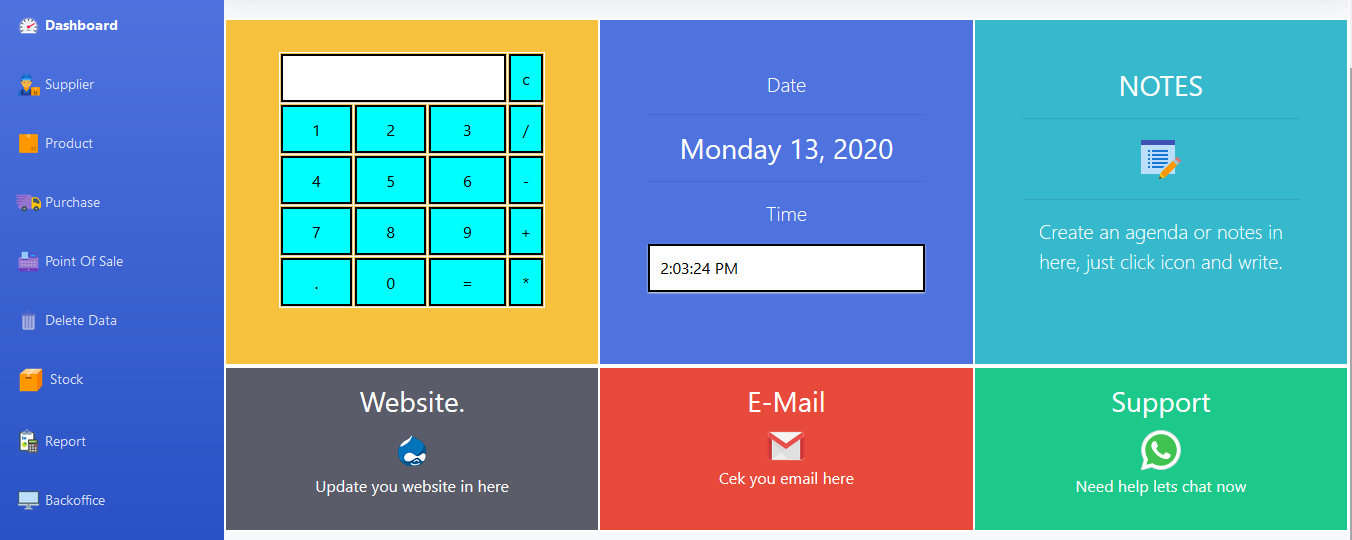 Dashboard
Supplier
Product
Purchase
Point Of Sale
Delete Data
Stock
Report
Backoffice
c
1 2 3 /
4 5 6 -
7 8 9 +
. 0 = *
Date
Monday 13, 2020
Time
2:03:24 PM
NOTES
Create an agenda or notes in
here, just click icon and write.
Website.
Update you website in here
E-Mail
Cek you email here
Support
Need help lets chat now